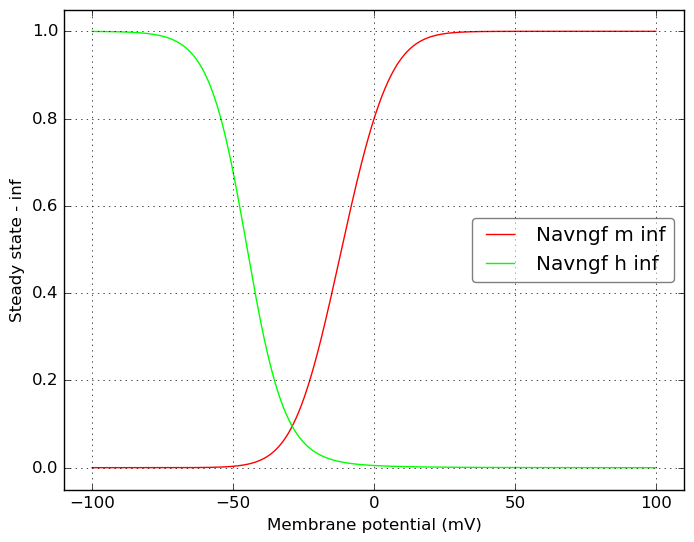 1.0
0.8
0.6
0.4
0.2
0.0
Steady state - inf
Navngf m inf
Navngf h inf
−100
−50
0
50
100
Membrane potential (mV)